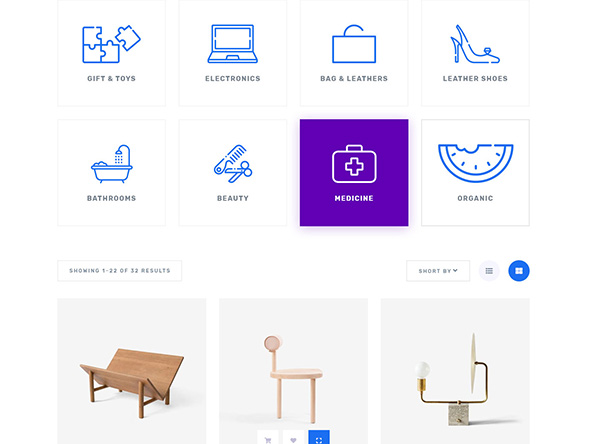 GIFT & TOYS
ELECTRONICS
BAG & LEATHERS
LEATHER SHOES
BATHROOMS
BEAUTY
MEDICINE
ORGANIC
SHOWING 1-22 OF 32 RESULTS
SHORT BY